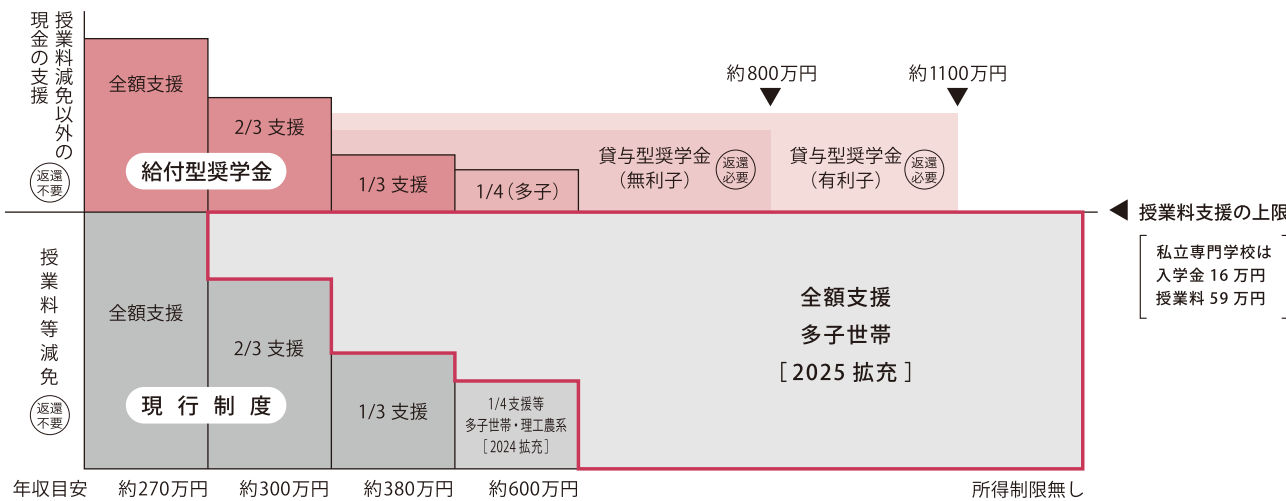 授業料減免以外の
現金の支援
返還
不要
全額支援
2/3 支援
給付型奨学金
1/3 支援
1/4（多子）
貸与型奨学金
（無利子）
返還
必要
貸与型奨学金
（有利子）
返還
必要
約800万円
約1100万円
授業料支援の上限
私立専門学校は
入学金 16 万円
授業料 59 万円
授業料等減免
返還
不要
全額支援
2/3 支援
現行制度
1/3 支援
1/4支援等
多子世帯・理工農系
［2024 拡充］
全額支援
多子世帯
［2025 拡充］
年収目安
約270万円
約300万円
約380万円
約600万円
所得制限無し